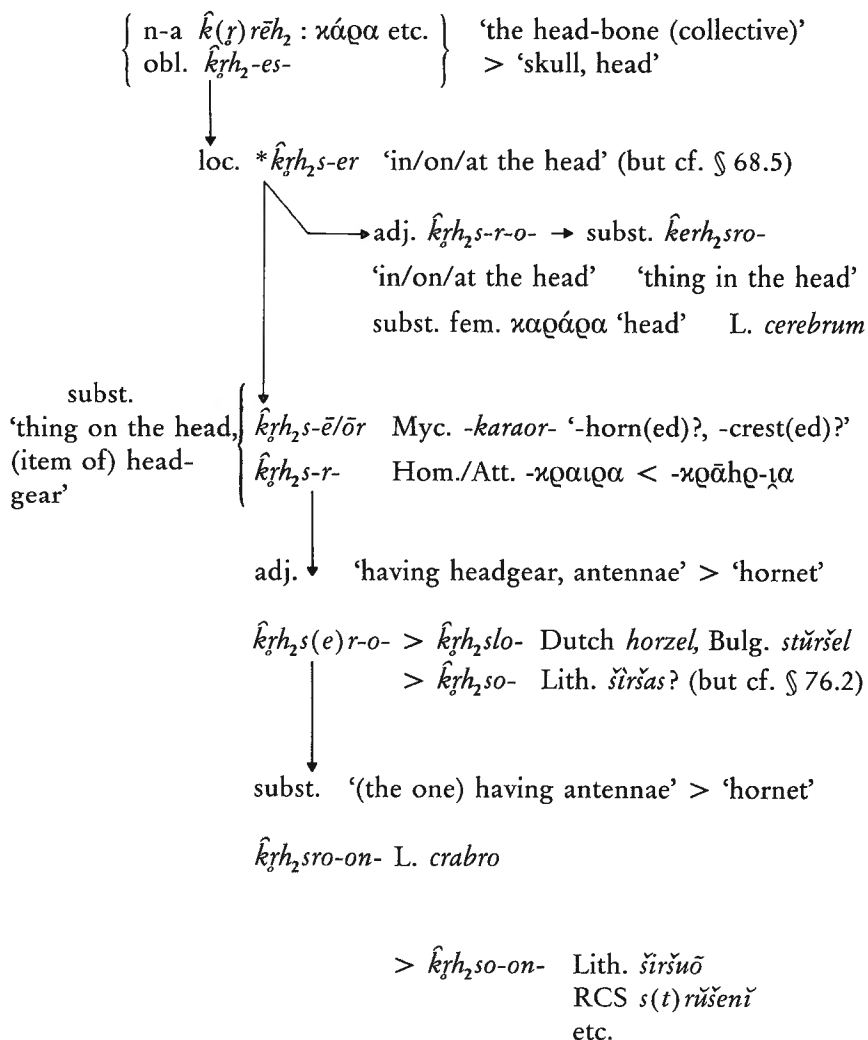 n-a k̂(r̥)rēh₂ : κάρα etc. ‘the head-bone (collective)’
obl. k̂r̥h₂-es- > ‘skull, head’
loc. *k̂r̥h₂s-er ‘in/on/at the head’ (but cf. § 68.5)
adj. k̂r̥h₂s-r-o- → subst. k̂erh₂sro-
‘in/on/at the head’ ‘thing in the head’
subst. fem. καράρα ‘head’ L. cerebrum
subst.
‘thing on the head, k̂r̥h₂s-ē/ōr Myc. -karaor- ‘-horn(ed)?, -crest(ed)?’
(item of) head- k̂r̥h₂s-r- Hom./Att. -κραιρα < -κρᾱhρ-ι̯α
gear’
adj. ‘having headgear, antennae’ > ‘hornet’
k̂r̥h₂s(e)r-o- > k̂r̥h₂slo- Dutch horzel, Bulg. stŭršel
> k̂r̥h₂so- Lith. šìršas? (but cf. § 76.2)
subst. ‘(the one) having antennae’ > ‘hornet’
k̂r̥h₂sro-on- L. crabro
> k̂r̥h₂so-on- Lith. širšuõ
RCS s(t)rŭšenĭ
etc.